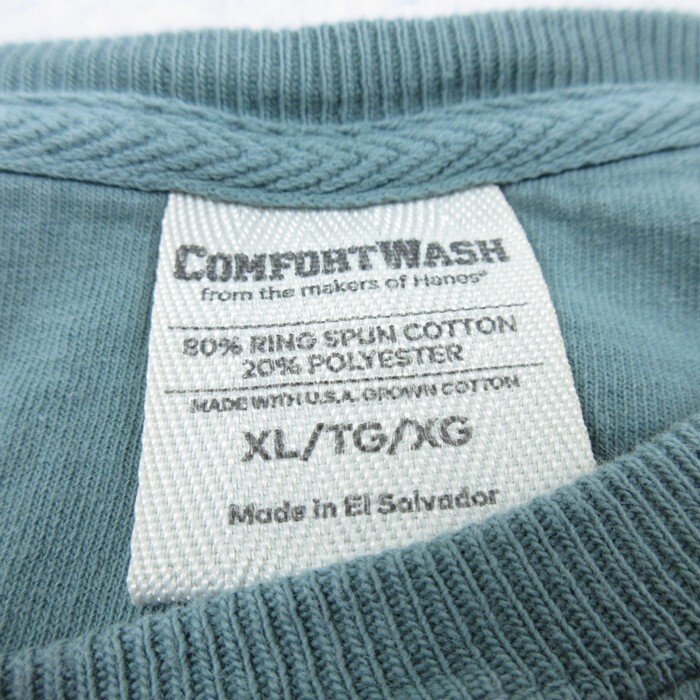 COMFORTWASH
from the makers of Hanes®
80% RING SPUN COTTON
20% POLYESTER
MADE WITH U.S.A. GROWN COTTON
XL/TG/XG
Made in El Salvador